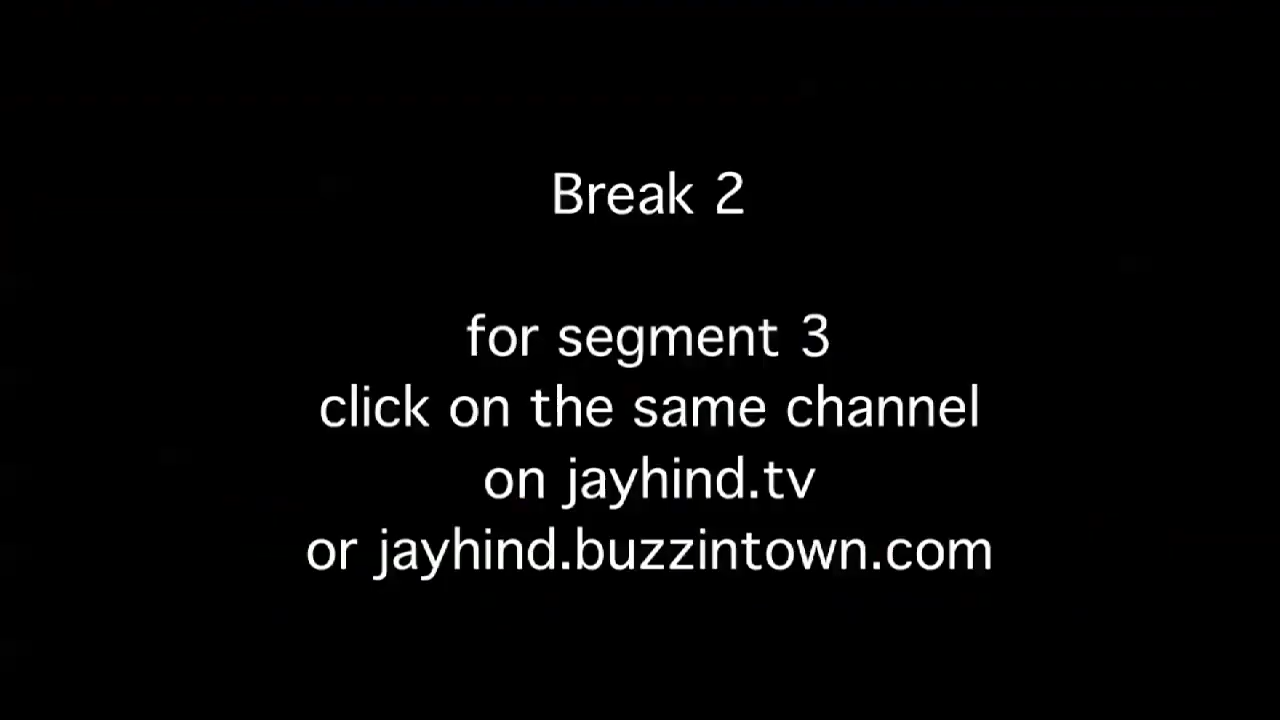 Break 2
for segment 3
click on the same channel
on jayhind.tv
or jayhind.buzzintown.com